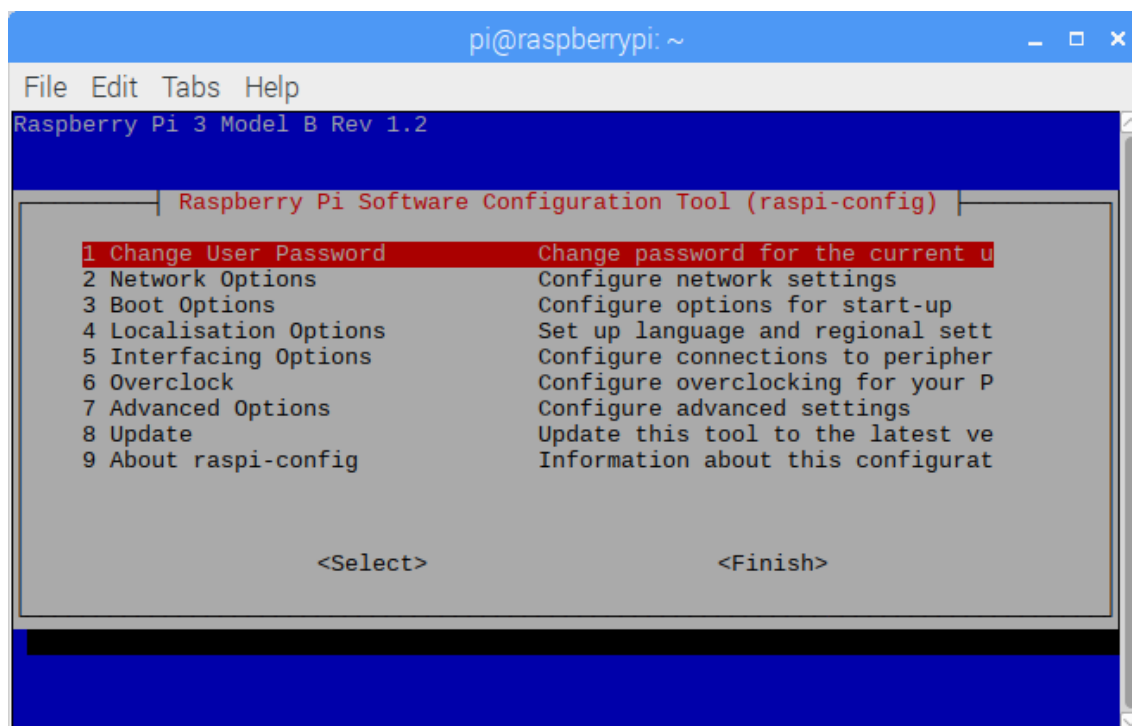 pi@raspberrypi: ~
File Edit Tabs Help
Raspberry Pi 3 Model B Rev 1.2
Raspberry Pi Software Configuration Tool (raspi-config)
1 Change User Password Change password for the current u
2 Network Options Configure network settings
3 Boot Options Configure options for start-up
4 Localisation Options Set up language and regional sett
5 Interfacing Options Configure connections to peripher
6 Overclock Configure overclocking for your P
7 Advanced Options Configure advanced settings
8 Update Update this tool to the latest ve
9 About raspi-config Information about this configurat
<Select> <Finish>